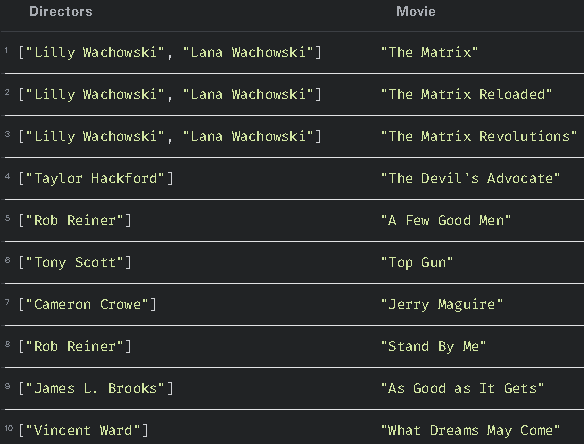 Directors Movie
1 ["Lilly Wachowski", "Lana Wachowski"] "The Matrix"
2 ["Lilly Wachowski", "Lana Wachowski"] "The Matrix Reloaded"
3 ["Lilly Wachowski", "Lana Wachowski"] "The Matrix Revolutions"
4 ["Taylor Hackford"] "The Devil's Advocate"
5 ["Rob Reiner"] "A Few Good Men"
6 ["Tony Scott"] "Top Gun"
7 ["Cameron Crowe"] "Jerry Maguire"
8 ["Rob Reiner"] "Stand By Me"
9 ["James L. Brooks"] "As Good as It Gets"
10 ["Vincent Ward"] "What Dreams May Come"